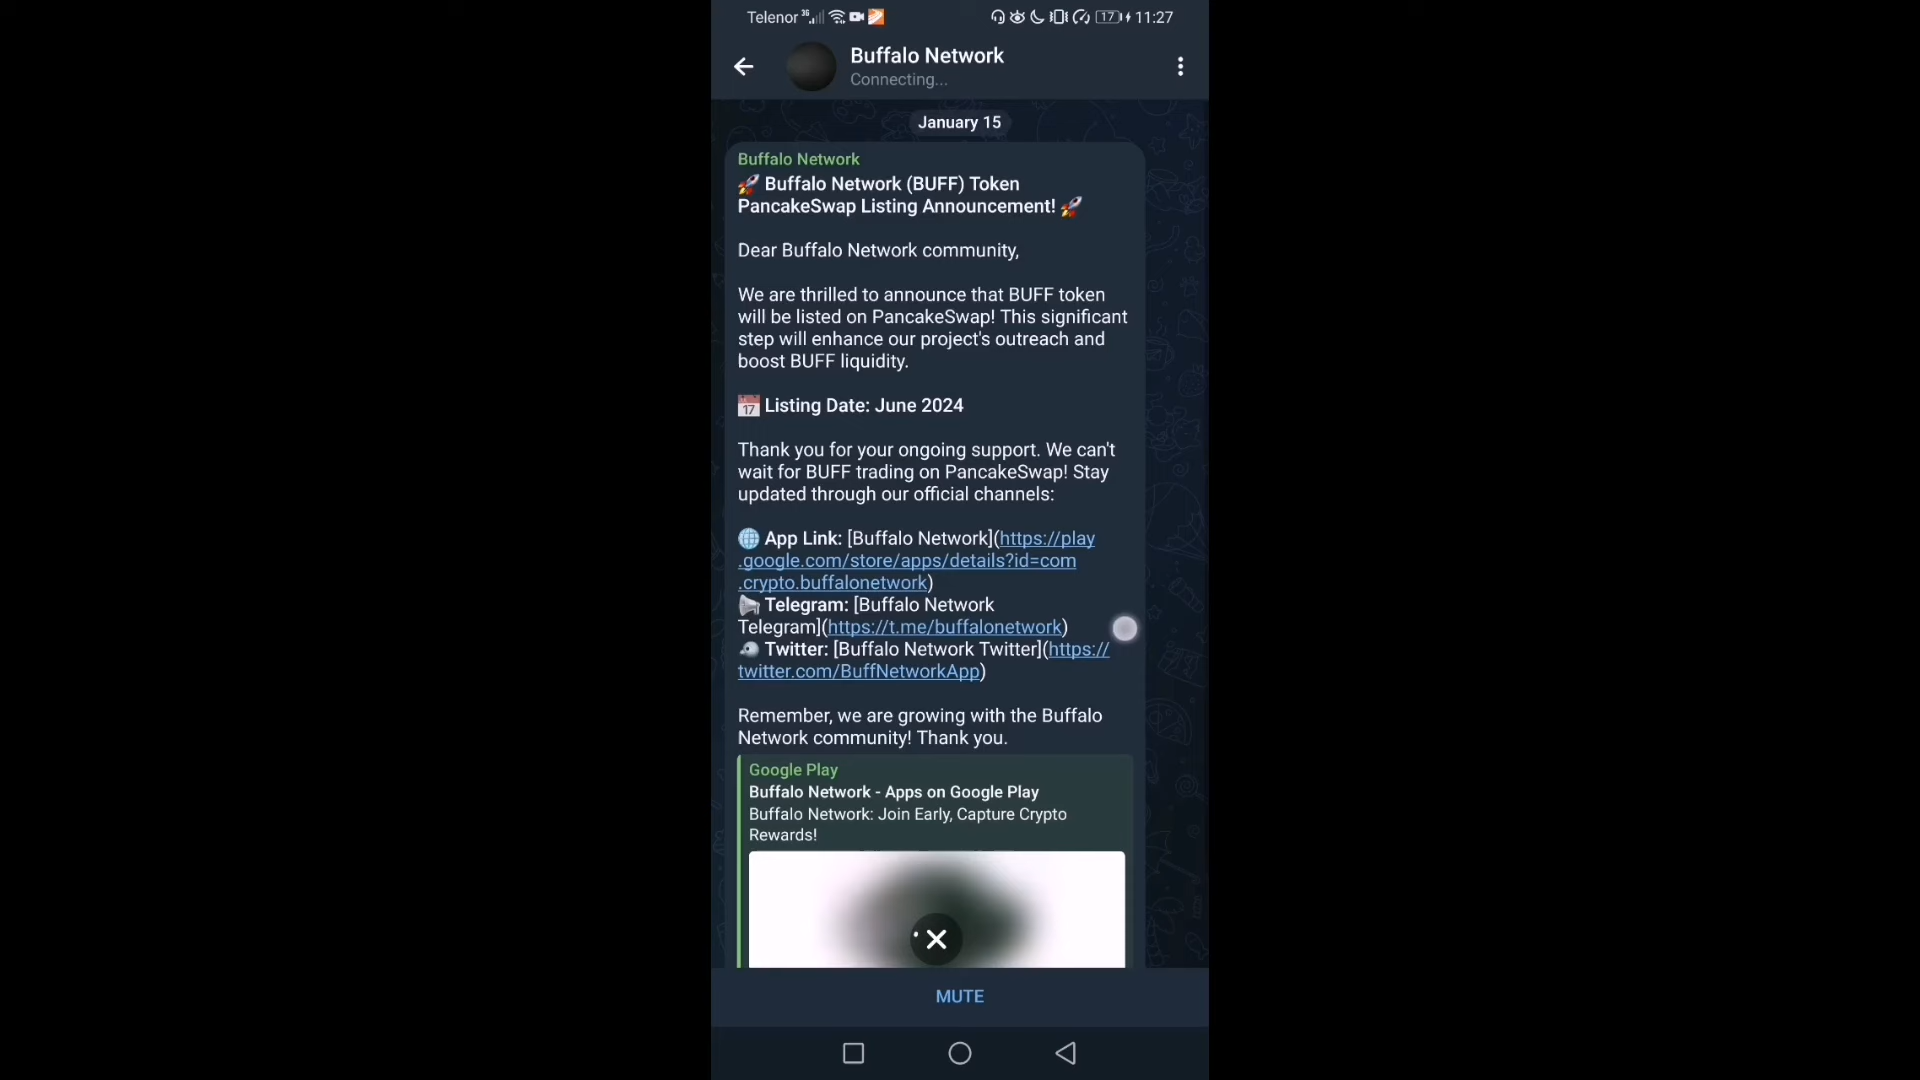 Telenor 3G 17 11:27
Buffalo Network
Connecting...
January 15
Buffalo Network
🚀 Buffalo Network (BUFF) Token
PancakeSwap Listing Announcement! 🚀
Dear Buffalo Network community,
We are thrilled to announce that BUFF token
will be listed on PancakeSwap! This significant
step will enhance our project's outreach and
boost BUFF liquidity.
📅 Listing Date: June 2024
Thank you for your ongoing support. We can't
wait for BUFF trading on PancakeSwap! Stay
updated through our official channels:
🌐 App Link: [Buffalo Network](https://play
.google.com/store/apps/details?id=com
.crypto.buffalonetwork)
📢 Telegram: [Buffalo Network
Telegram](https://t.me/buffalonetwork)
🐦 Twitter: [Buffalo Network Twitter](https://
twitter.com/BuffNetworkApp)
Remember, we are growing with the Buffalo
Network community! Thank you.
Google Play
Buffalo Network - Apps on Google Play
Buffalo Network: Join Early, Capture Crypto
Rewards!
MUTE